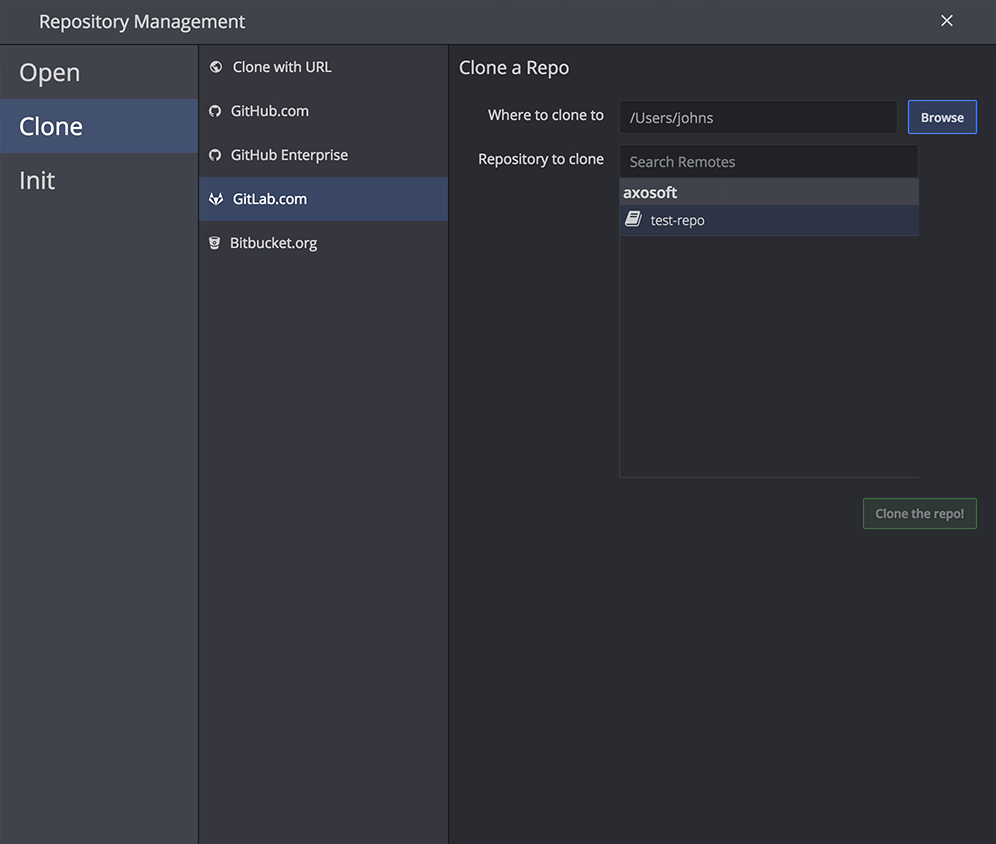 Repository Management
Open
Clone
Init
Clone with URL
GitHub.com
GitHub Enterprise
GitLab.com
Bitbucket.org
Clone a Repo
Where to clone to
/Users/johns
Browse
Repository to clone
Search Remotes
axosoft
test-repo
Clone the repo!